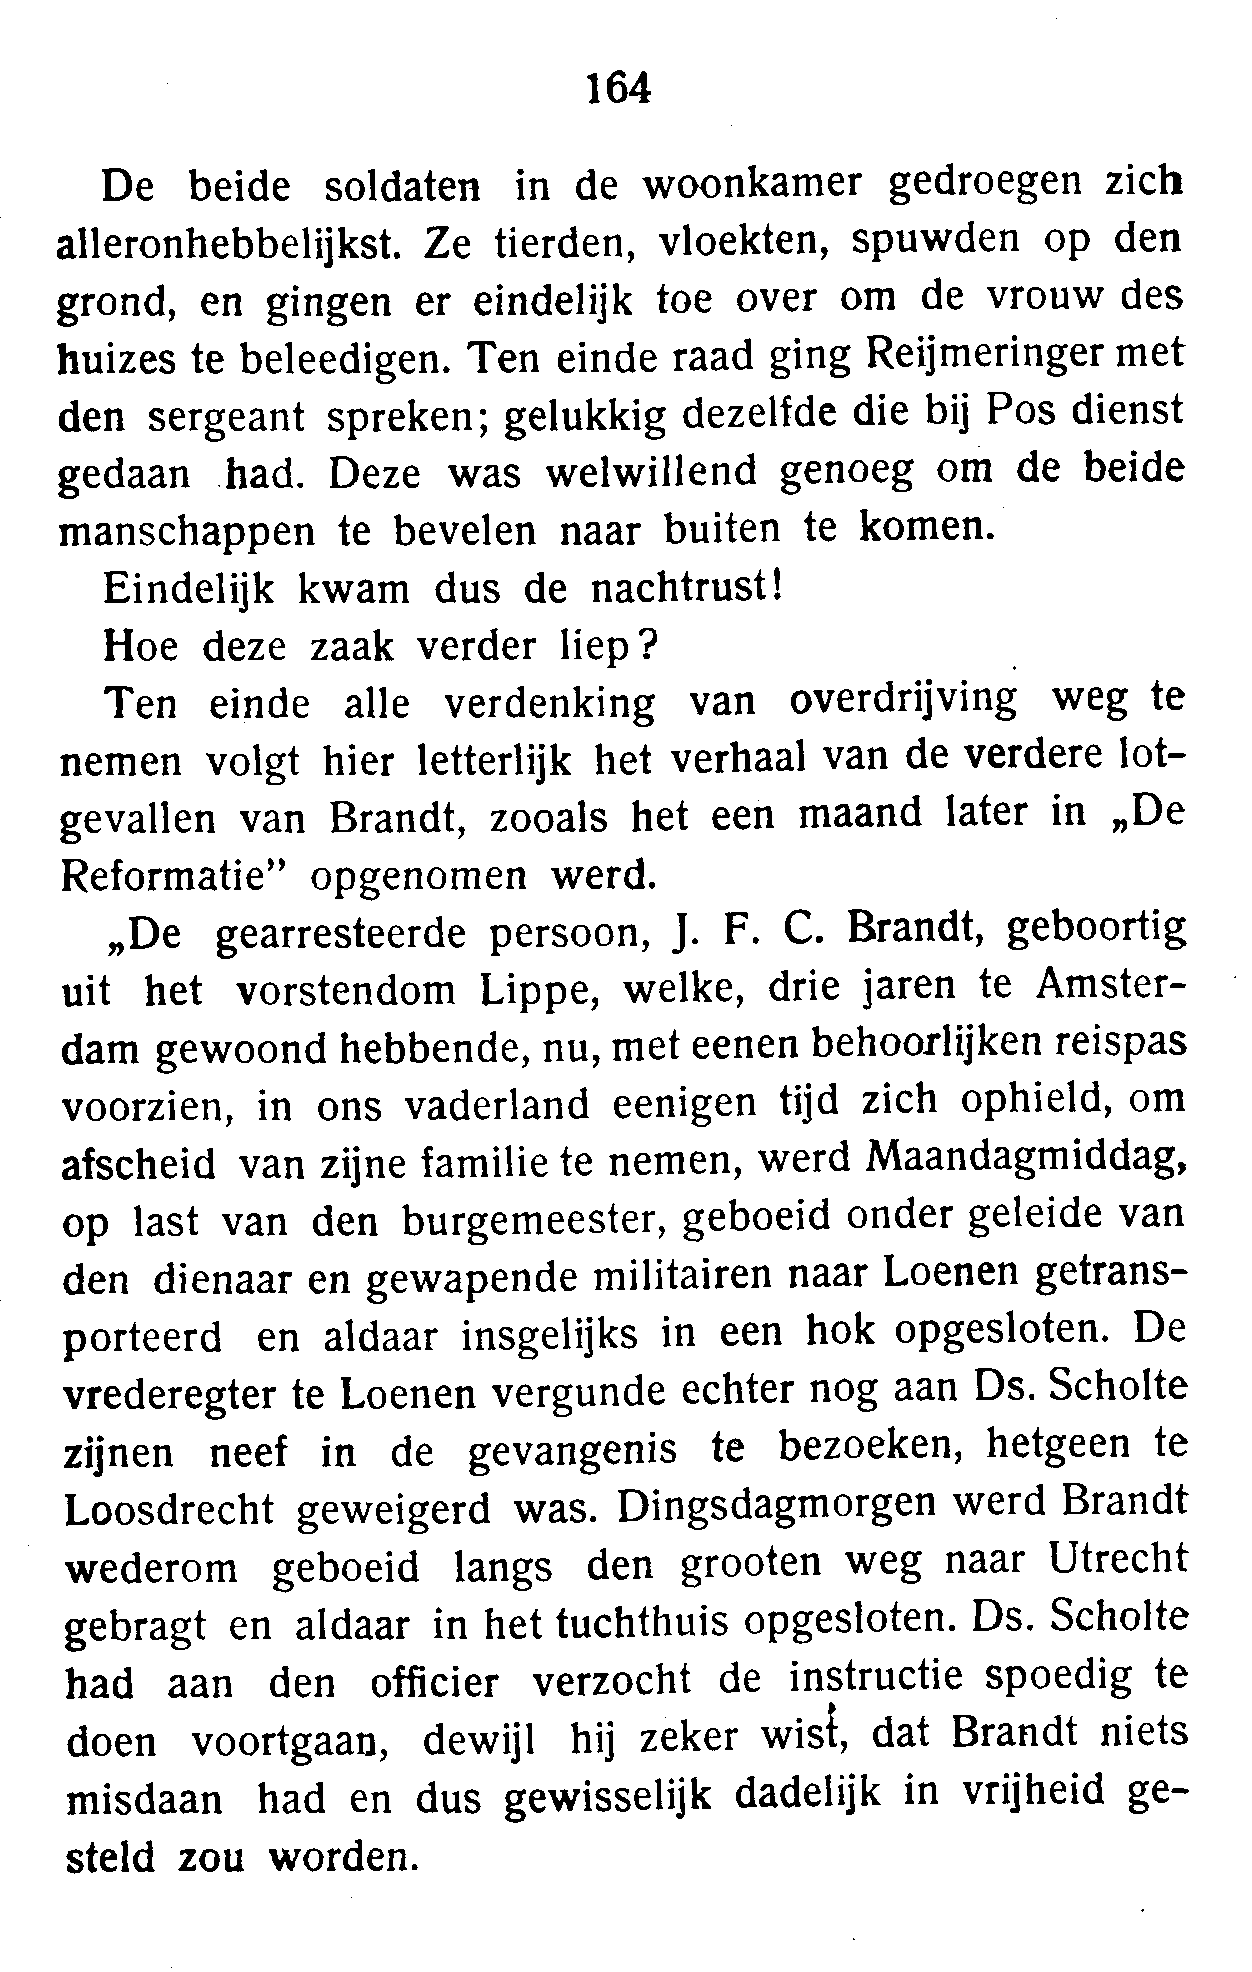 164
De beide soldaten in de woonkamer gedroegen zich
alleronhebbelijkst. Ze tierden, vloekten, spuwden op den
grond, en gingen er eindelijk toe over om de vrouw des
huizes te beleedigen. Ten einde raad ging Reijmeringer met
den sergeant spreken; gelukkig dezelfde die bij Pos dienst
gedaan had. Deze was welwillend genoeg om de beide
manschappen te bevelen naar buiten te komen.
Eindelijk kwam dus de nachtrust!
Hoe deze zaak verder liep?
Ten einde alle verdenking van overdrijving weg te
nemen volgt hier letterlijk het verhaal van de verdere lot-
gevallen van Brandt, zooals het een maand later in „De
Reformatie” opgenomen werd.
„De gearresteerde persoon, J. F. C. Brandt, geboortig
uit het vorstendom Lippe, welke, drie jaren te Amster-
dam gewoond hebbende, nu, met eenen behoorlijken reispas
voorzien, in ons vaderland eenigen tijd zich ophield, om
afscheid van zijne familie te nemen, werd Maandagmiddag,
op last van den burgemeester, geboeid onder geleide van
den dienaar en gewapende militairen naar Loenen getrans-
porteerd en aldaar insgelijks in een hok opgesloten. De
vrederegter te Loenen vergunde echter nog aan Ds. Scholte
zijnen neef in de gevangenis te bezoeken, hetgeen te
Loosdrecht geweigerd was. Dingsdagmorgen werd Brandt
wederom geboeid langs den grooten weg naar Utrecht
gebragt en aldaar in het tuchthuis opgesloten. Ds. Scholte
had aan den officier verzocht de instructie spoedig te
doen voortgaan, dewijl hij zeker wist, dat Brandt niets
misdaan had en dus gewisselijk dadelijk in vrijheid ge-
steld zou worden.